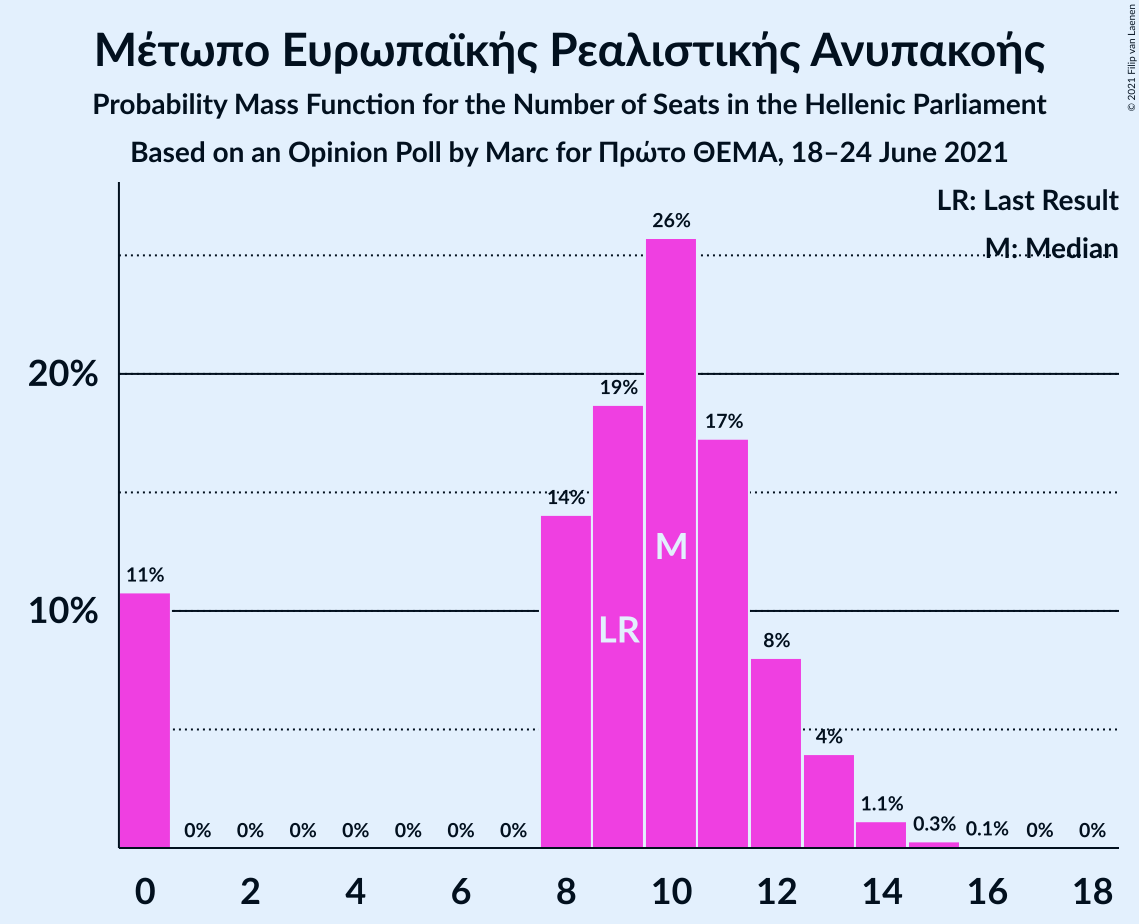 Μέτωπο Ευρωπαϊκής Ρεαλιστικής Ανυπακοής
Probability Mass Function for the Number of Seats in the Hellenic Parliament
Based on an Opinion Poll by Marc for Πρώτο ΘΕΜΑ, 18–24 June 2021
© 2021 Filip van Laenen
LR: Last Result
M: Median
26%
20%
19%
17%
14%
M
11%
10%
LR
8%
4%
1.1%
0% 0% 0% 0% 0% 0% 0% 0.3% 0.1% 0% 0%
0 2 4 6 8 10 12 14 16 18